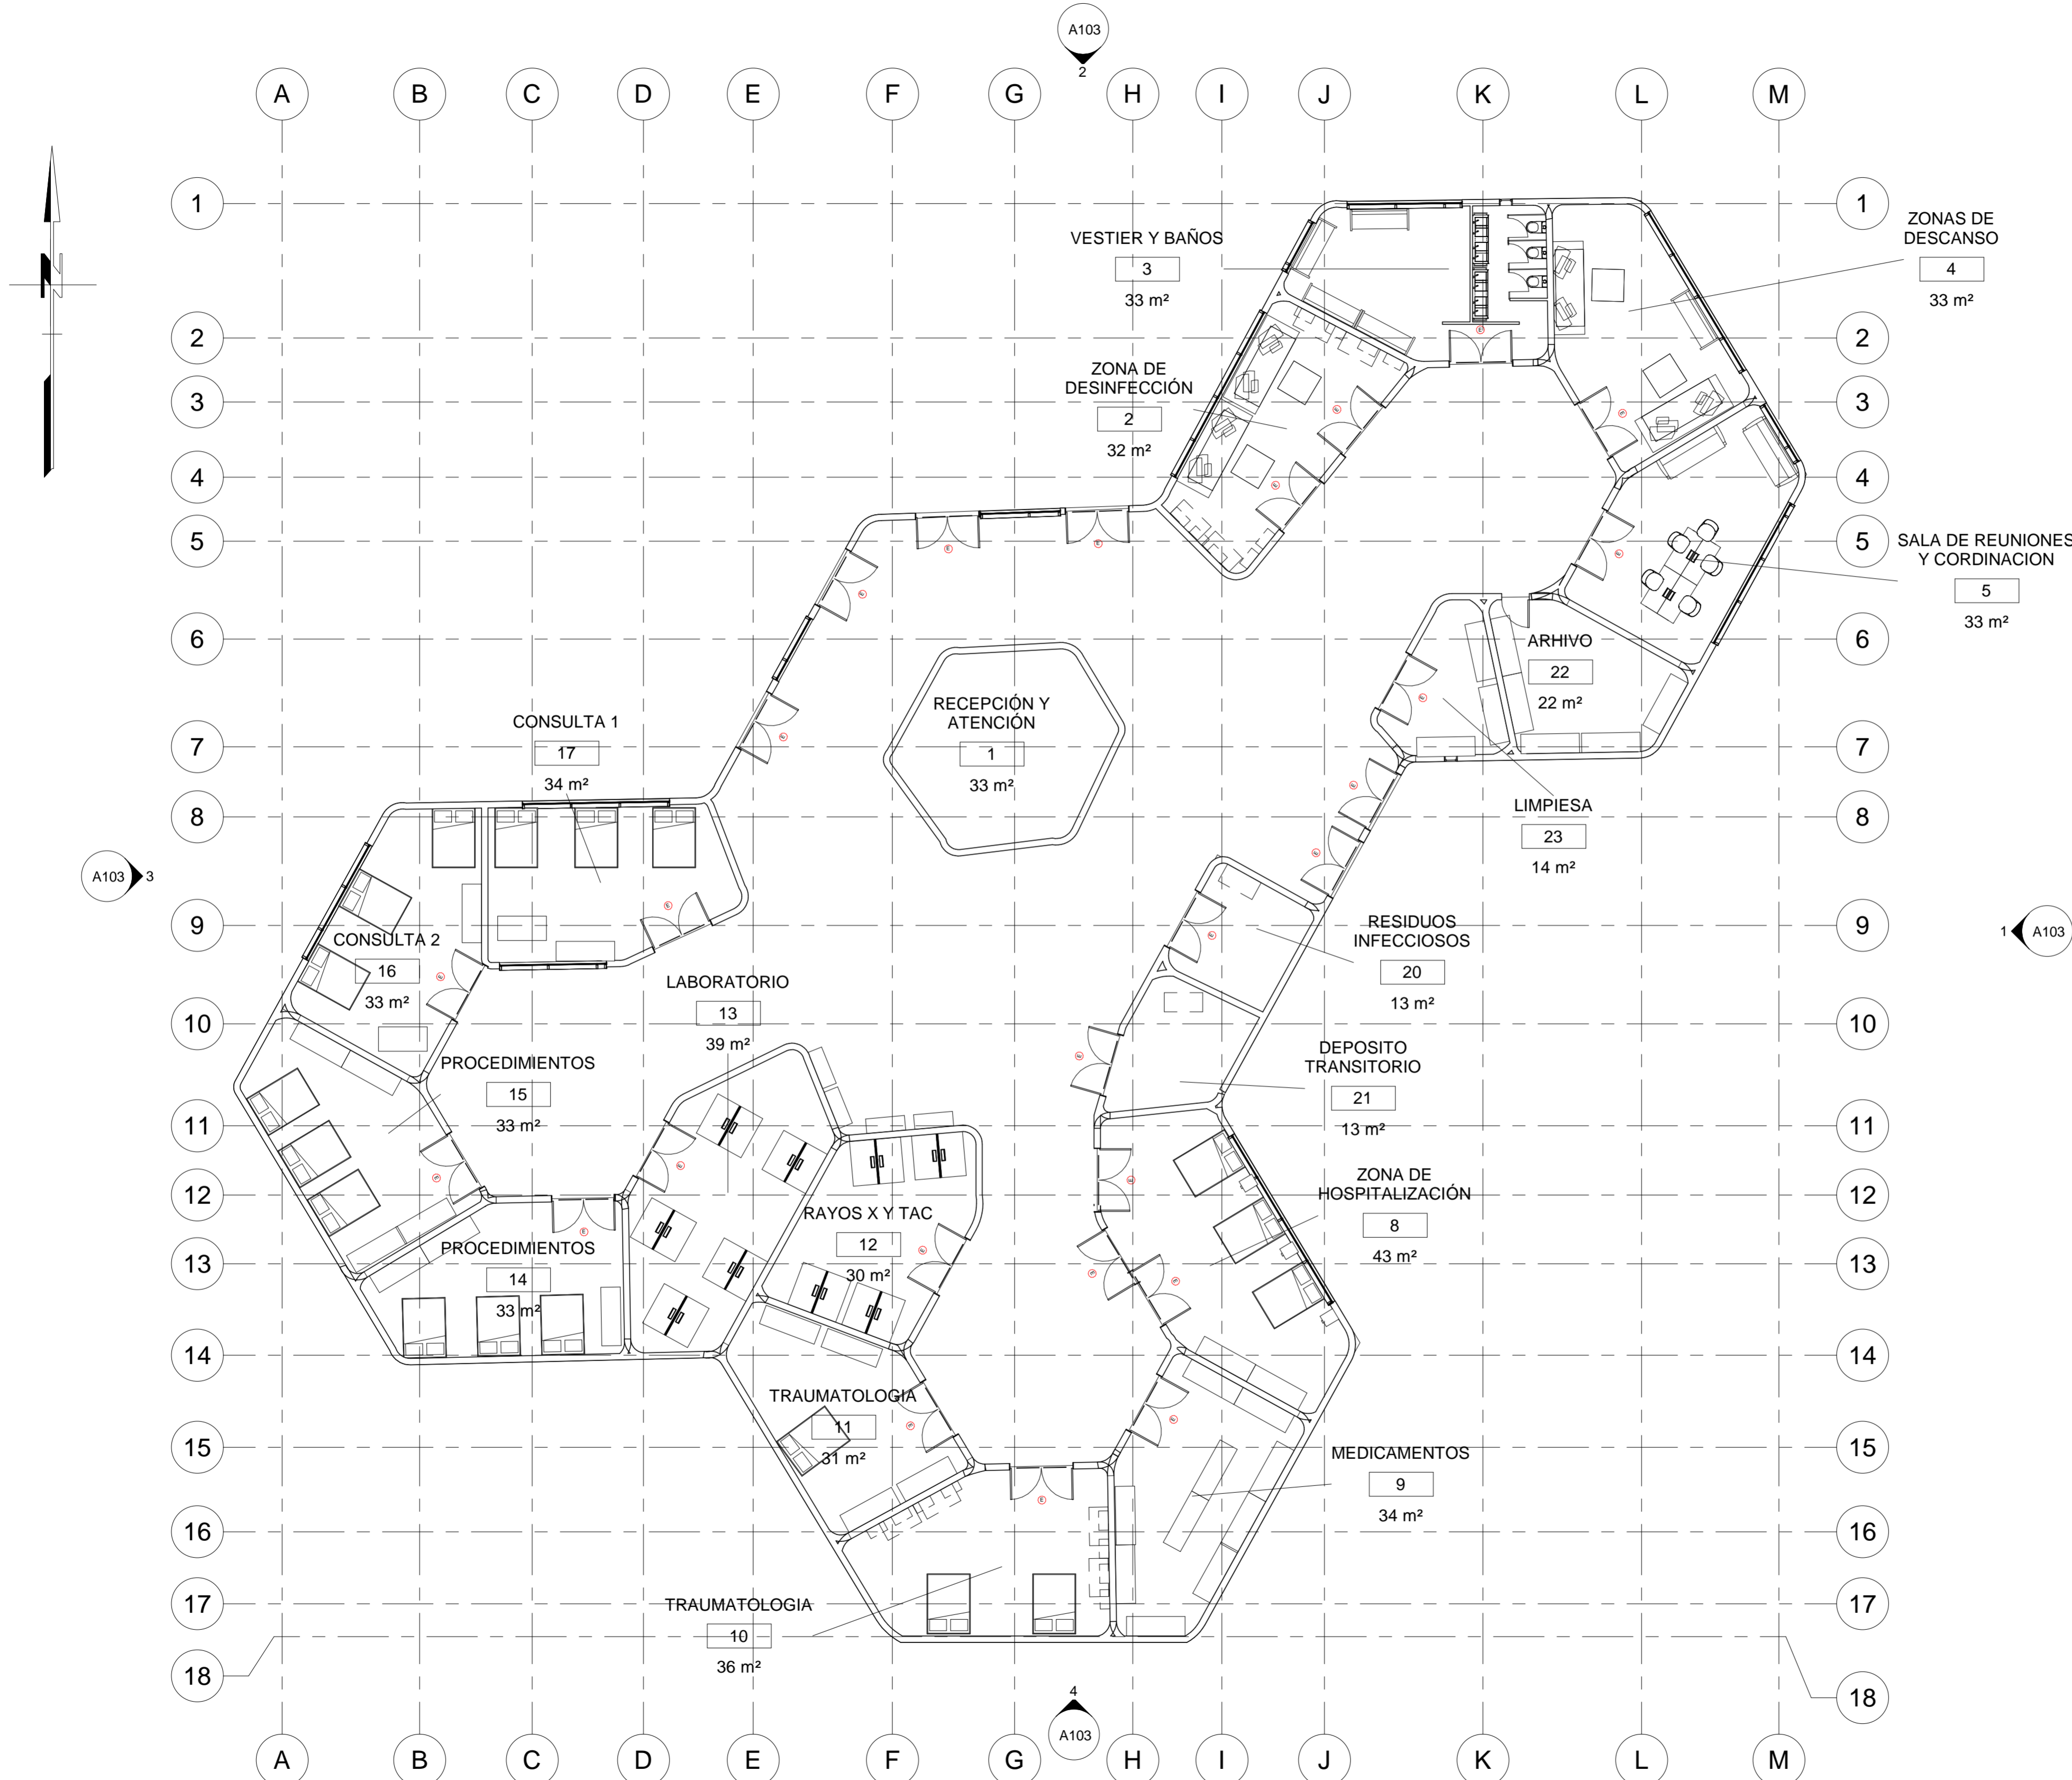 A103
2
A B C D E F G H I J K L M
N
1 1
ZONAS DE
DESCANSO
4
33 m²
VESTIER Y BAÑOS
3
33 m²
2 2
ZONA DE
DESINFECCIÓN
2
32 m²
3 3
4 4
5 5
SALA DE REUNIONES
Y CORDINACION
5
33 m²
6 6
ARHIVO
22
22 m²
RECEPCIÓN Y
ATENCIÓN
1
33 m²
CONSULTA 1
17
34 m²
7 7
LIMPIESA
23
14 m²
8 8
A103 3
9 9
1 A103
CONSULTA 2
16
33 m²
RESIDUOS
INFECCIOSOS
20
13 m²
LABORATORIO
13
39 m²
10 10
DEPOSITO
TRANSITORIO
21
13 m²
PROCEDIMIENTOS
15
33 m²
11 11
ZONA DE
HOSPITALIZACIÓN
8
43 m²
12 12
RAYOS X Y TAC
12
30 m²
PROCEDIMIENTOS
14
33 m²
13 13
14 14
TRAUMATOLOGIA
11
31 m²
15 15
MEDICAMENTOS
9
34 m²
16 16
17 17
TRAUMATOLOGIA
10
36 m²
18 18
4
A103
A B C D E F G H I J K L M